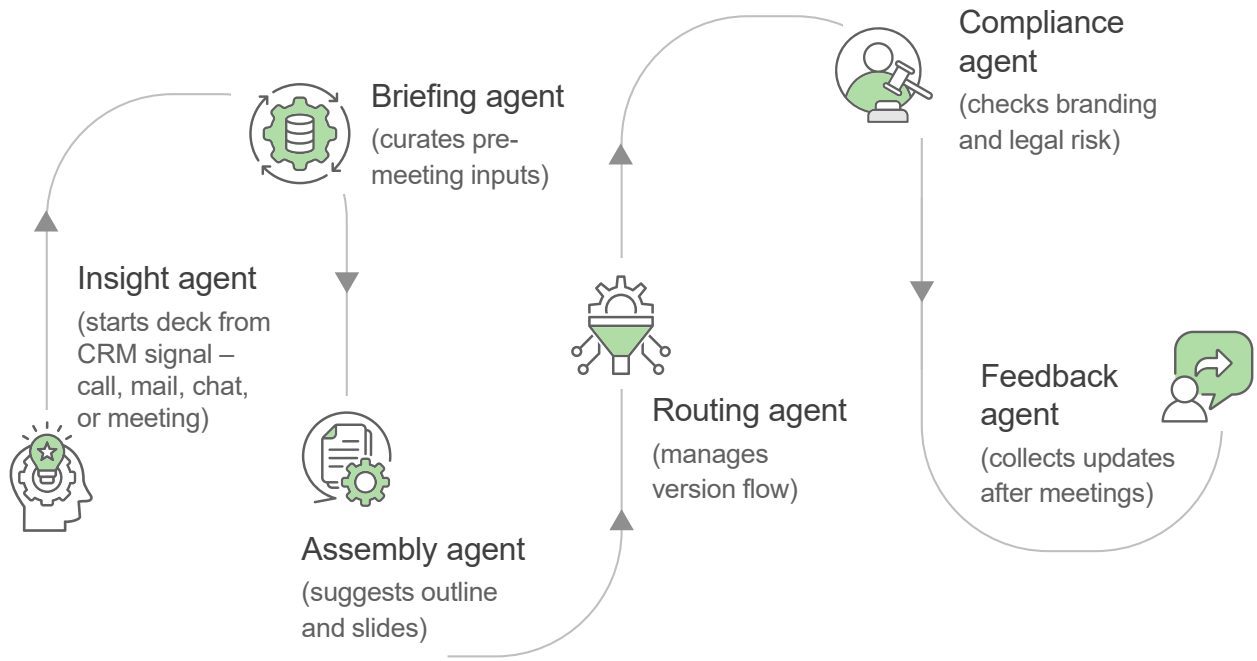 Insight agent
(starts deck from
CRM signal –
call, mail, chat,
or meeting)
Briefing agent
(curates pre-
meeting inputs)
Assembly agent
(suggests outline
and slides)
Routing agent
(manages
version flow)
Compliance
agent
(checks branding
and legal risk)
Feedback
agent
(collects updates
after meetings)